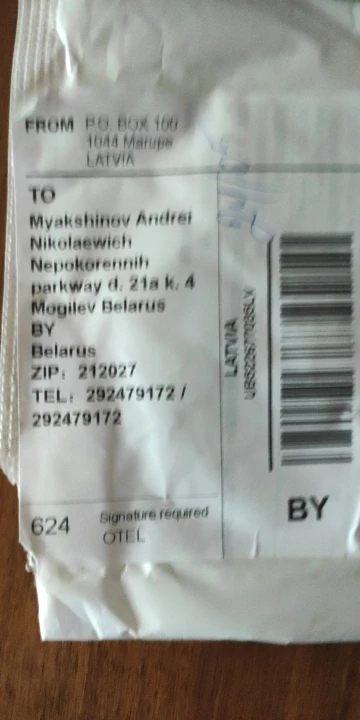 FROM P.O. BOX 100
1044 Marupe
LATVIA
TO
Myakshinov Andrei
Nikolaewich
Nepokorennih
parkway d. 21a k. 4
Mogilev Belarus
BY
Belarus
ZIP: 212027
TEL: 292479172 /
292479172
LATVIA
BY
624 Signature required
OTEL